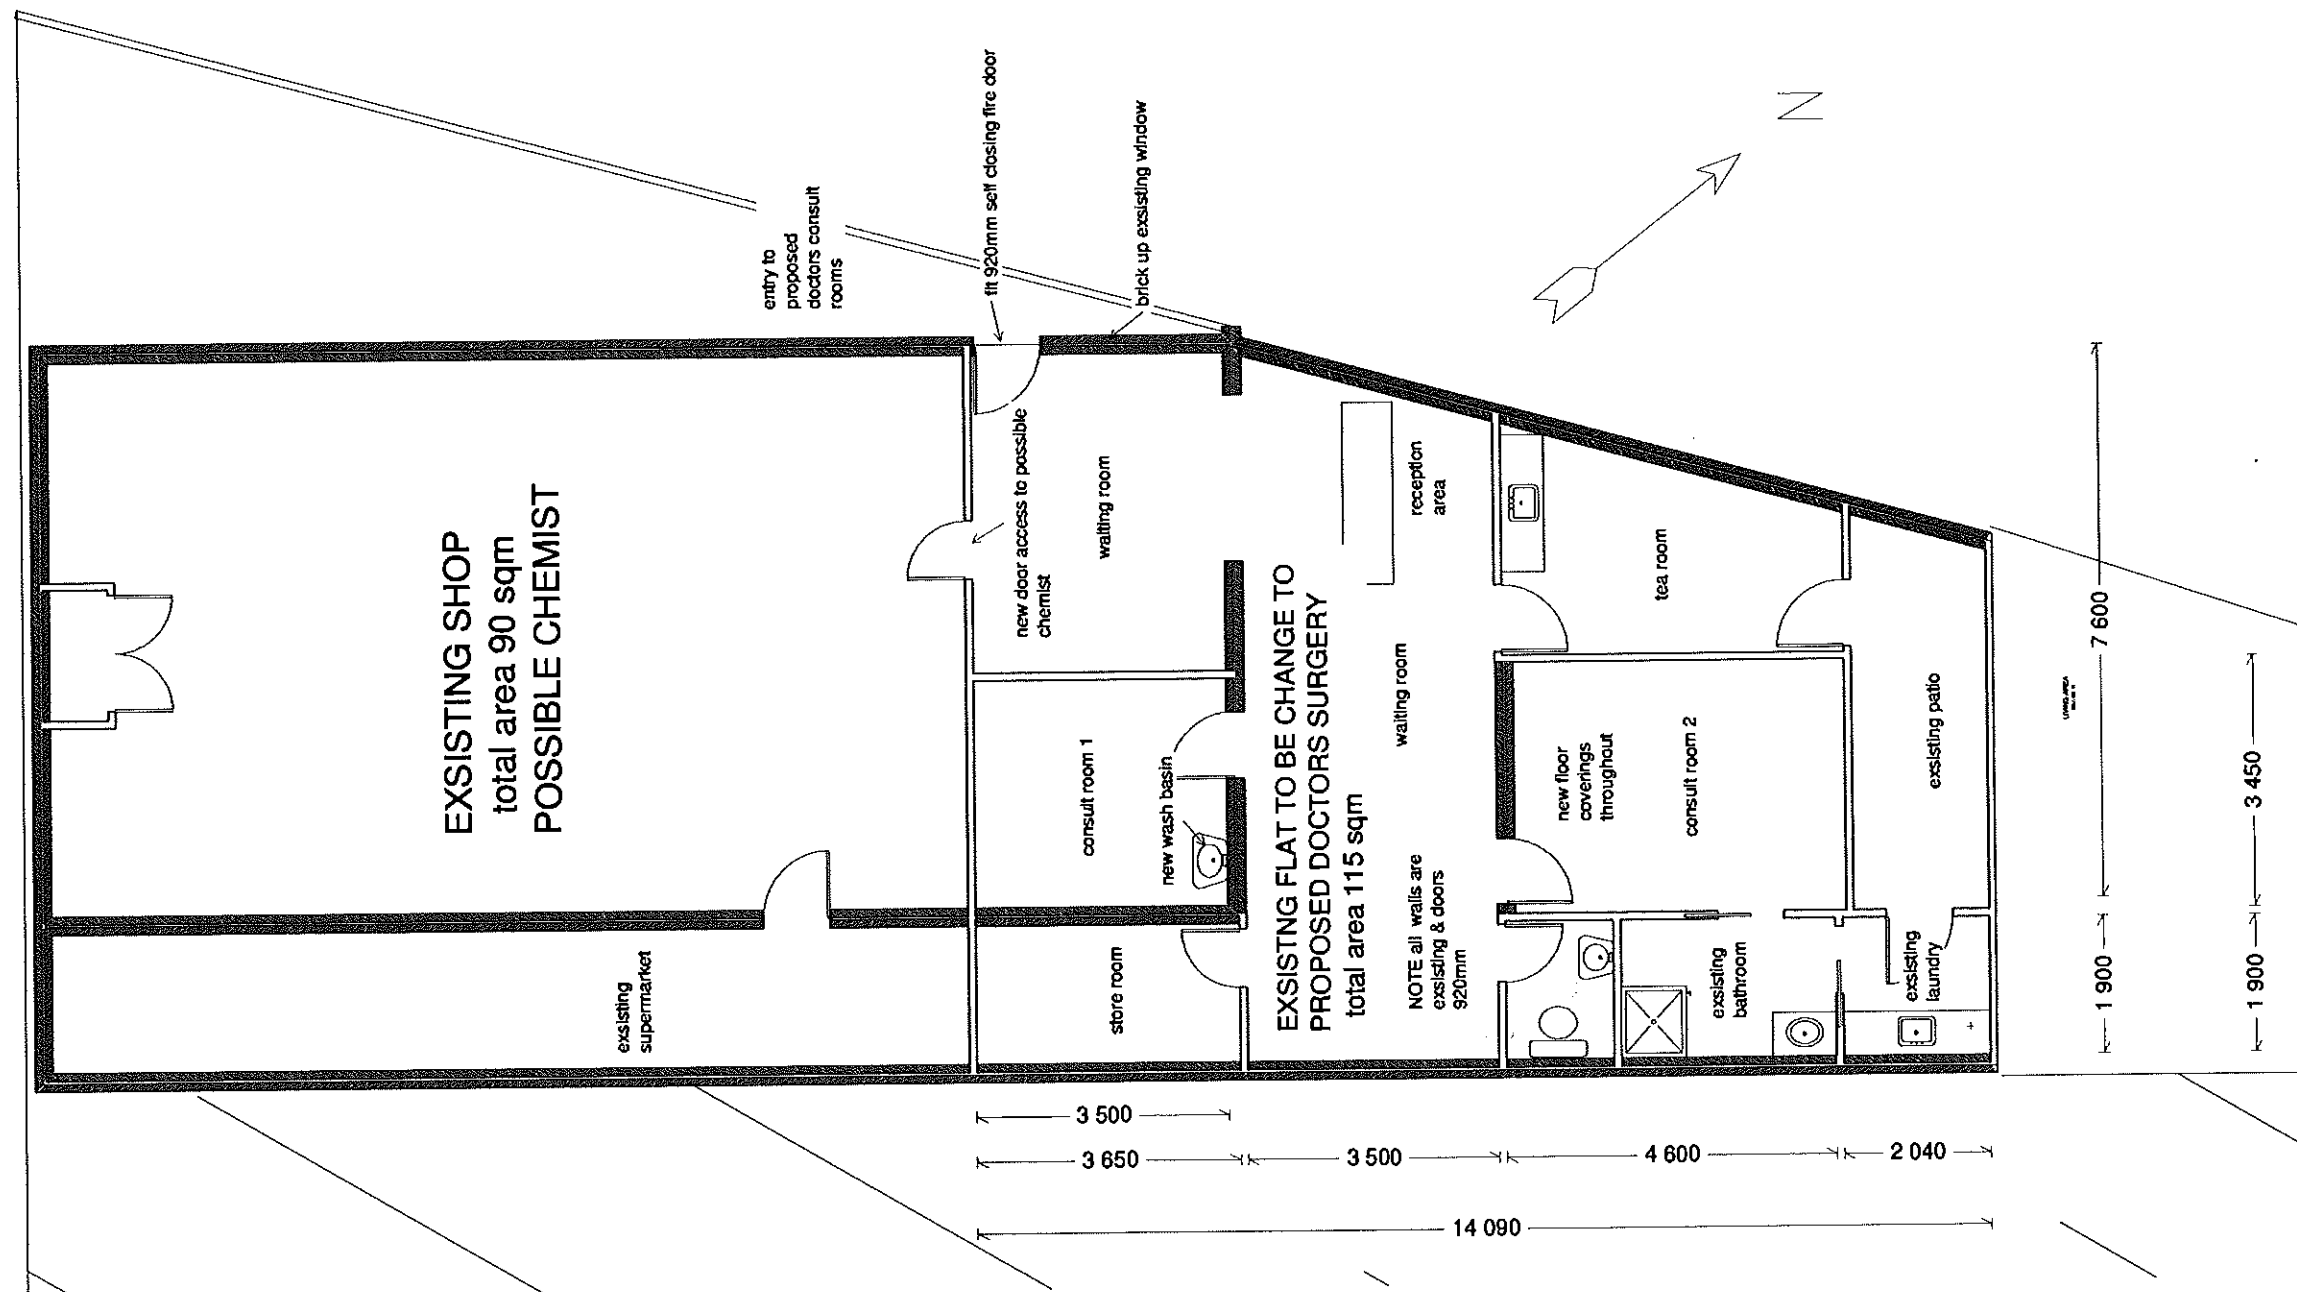 EXSISTING SHOP
total area 90 sqm
POSSIBLE CHEMIST
exsisting
supermarket
entry to
proposed
doctors consult
rooms
fit 920mm self closing fire door
brick up exsisting window
new door access to possible
chemist
waiting room
consult room 1
new wash basin
store room
EXSISTNG FLAT TO BE CHANGE TO
PROPOSED DOCTORS SURGERY
total area 115 sqm
reception
area
waiting room
NOTE all walls are
exsisting & doors
920mm
tea room
new floor
coverings
throughout
consult room 2
exsisting
bathroom
exsisting patio
exsisting
laundry
N
7 600
1 900
3 450
1 900
3 500
3 650
3 500
4 600
2 040
14 090
LIVING AREA